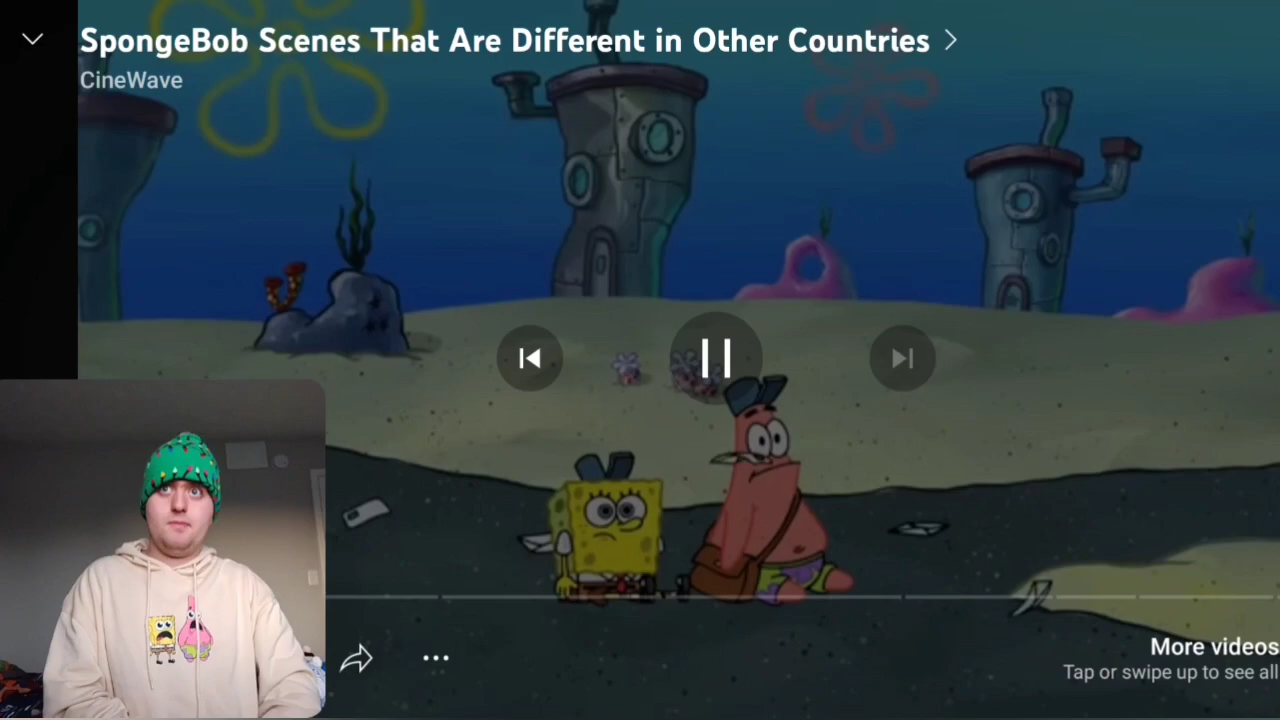 SpongeBob Scenes That Are Different in Other Countries
CineWave
More videos
Tap or swipe up to see all